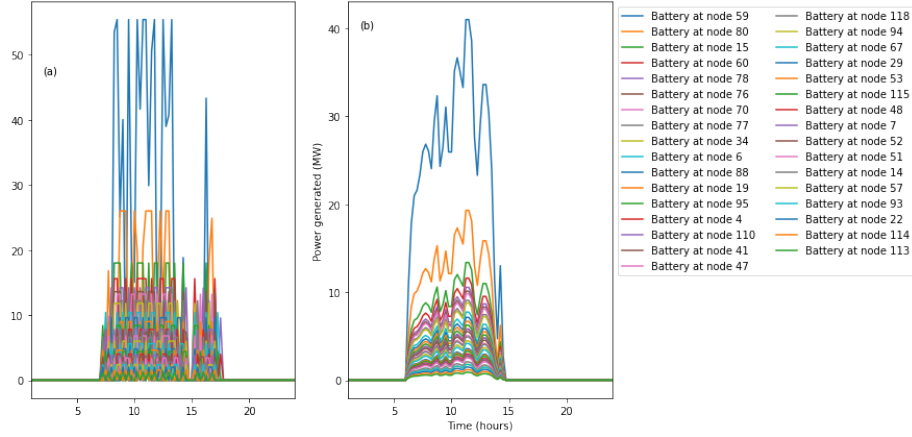 (a)
50
40
30
20
10
0
5
10
15
20
(b)
Power generated (MW)
40
30
20
10
0
5
10
15
20
Time (hours)
Battery at node 59
Battery at node 80
Battery at node 15
Battery at node 60
Battery at node 78
Battery at node 76
Battery at node 70
Battery at node 77
Battery at node 34
Battery at node 6
Battery at node 88
Battery at node 19
Battery at node 95
Battery at node 4
Battery at node 110
Battery at node 41
Battery at node 47
Battery at node 118
Battery at node 94
Battery at node 67
Battery at node 29
Battery at node 53
Battery at node 115
Battery at node 48
Battery at node 7
Battery at node 52
Battery at node 51
Battery at node 14
Battery at node 57
Battery at node 93
Battery at node 22
Battery at node 114
Battery at node 113